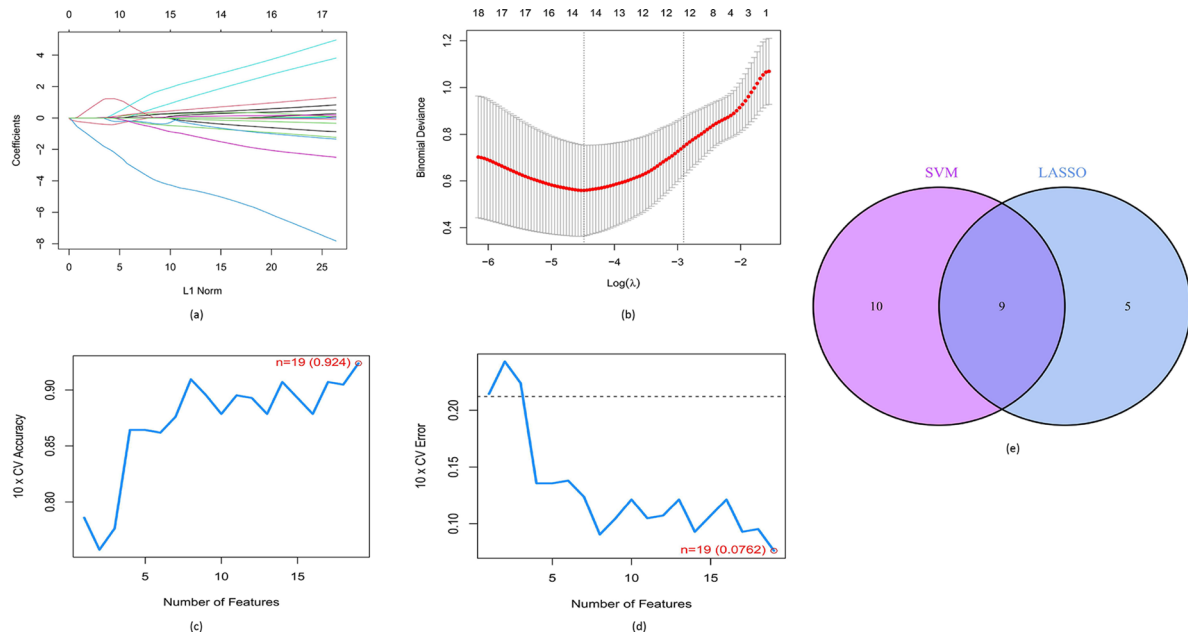 0 10 15 14 16 17
Coefficients
4
2
0
−2
−4
−6
−8
0 5 10 15 20 25
L1 Norm
(a)
18 17 17 16 14 14 13 12 12 12 8 4 3 1
Binomial Deviance
1.2
1.0
0.8
0.6
0.4
−6 −5 −4 −3 −2
Log(λ)
(b)
n=19 (0.924)
10 x CV Accuracy
0.90
0.85
0.80
5 10 15
Number of Features
(c)
n=19 (0.0762)
10 x CV Error
0.20
0.15
0.10
5 10 15
Number of Features
(d)
SVM LASSO
10 9 5
(e)